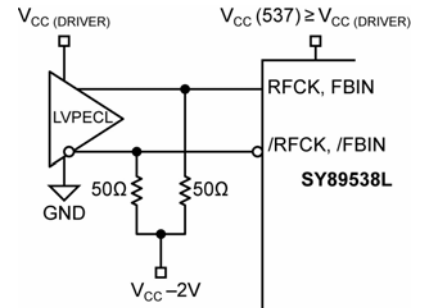 VCC (DRIVER)
VCC (537) ≥ VCC (DRIVER)
RFCK, FBIN
LVPECL
/RFCK, /FBIN
SY89538L
50Ω
50Ω
GND
VCC –2V